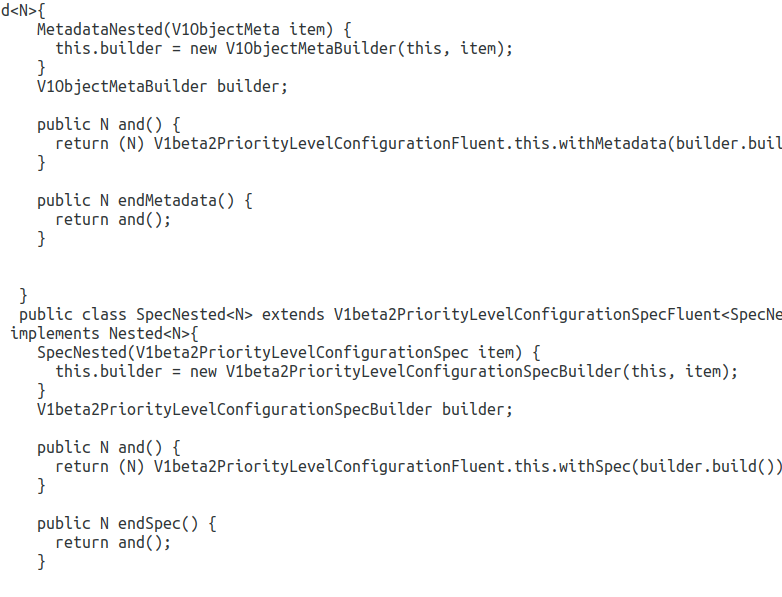 d<N>{
    MetadataNested(V1ObjectMeta item) {
      this.builder = new V1ObjectMetaBuilder(this, item);
    }
    V1ObjectMetaBuilder builder;

    public N and() {
      return (N) V1beta2PriorityLevelConfigurationFluent.this.withMetadata(builder.buil
    }

    public N endMetadata() {
      return and();
    }


  }
  public class SpecNested<N> extends V1beta2PriorityLevelConfigurationSpecFluent<SpecNe
 implements Nested<N>{
    SpecNested(V1beta2PriorityLevelConfigurationSpec item) {
      this.builder = new V1beta2PriorityLevelConfigurationSpecBuilder(this, item);
    }
    V1beta2PriorityLevelConfigurationSpecBuilder builder;

    public N and() {
      return (N) V1beta2PriorityLevelConfigurationFluent.this.withSpec(builder.build())
    }

    public N endSpec() {
      return and();
    }